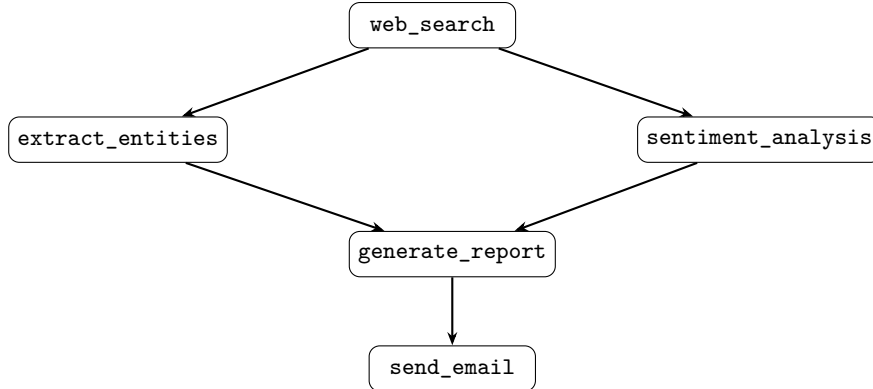 web_search
extract_entities
sentiment_analysis
generate_report
send_email